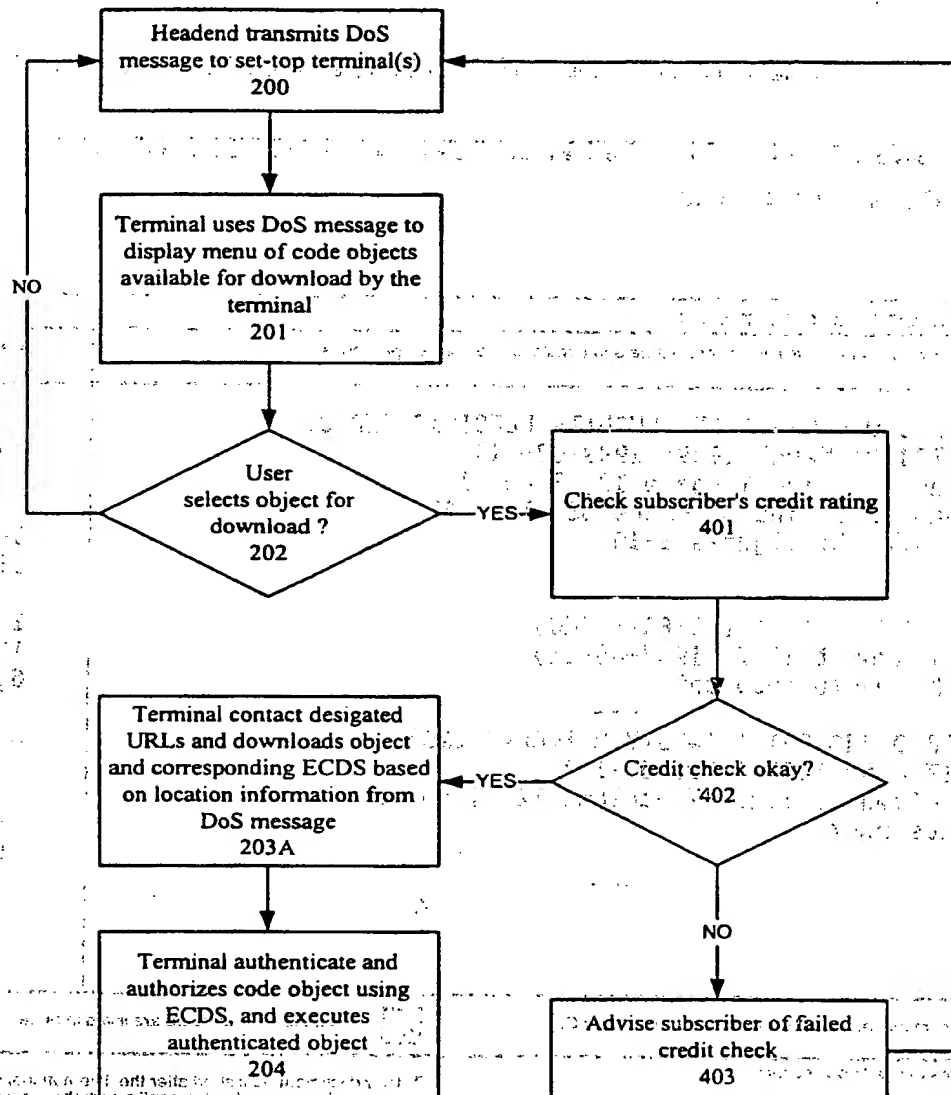 Headend transmits DoS
message to set-top terminal(s)
200
Terminal uses DoS message to
display menu of code objects
available for download by the
terminal
201
NO
User
selects object for
download ?
202
YES
Check subscriber's credit rating
401
Terminal contact desigated
URLs and downloads object
and corresponding ECDS based
on location information from
DoS message
203A
YES
Credit check okay?
402
NO
Terminal authenticate and
authorizes code object using
ECDS, and executes
authenticated object
204
Advise subscriber of failed
credit check
403